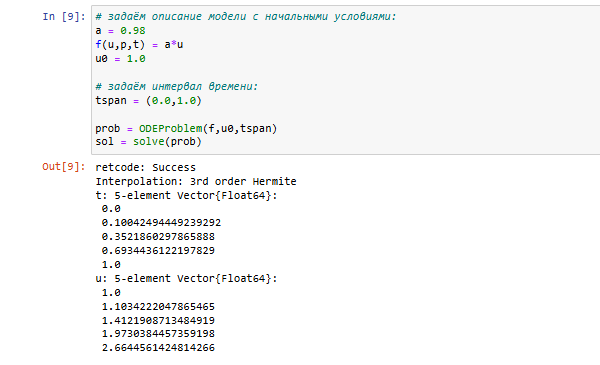 In [9]: # задаём описание модели с начальными условиями:
a = 0.98
f(u,p,t) = a*u
u0 = 1.0
# задаём интервал времени:
tspan = (0.0,1.0)
prob = ODEProblem(f,u0,tspan)
sol = solve(prob)
Out[9]: retcode: Success
Interpolation: 3rd order Hermite
t: 5-element Vector{Float64}:
0.0
0.10042494449239292
0.3521860297865888
0.6934436122197829
1.0
u: 5-element Vector{Float64}:
1.0
1.1034222047865465
1.4121908713484919
1.9730384457359198
2.6644561424814266